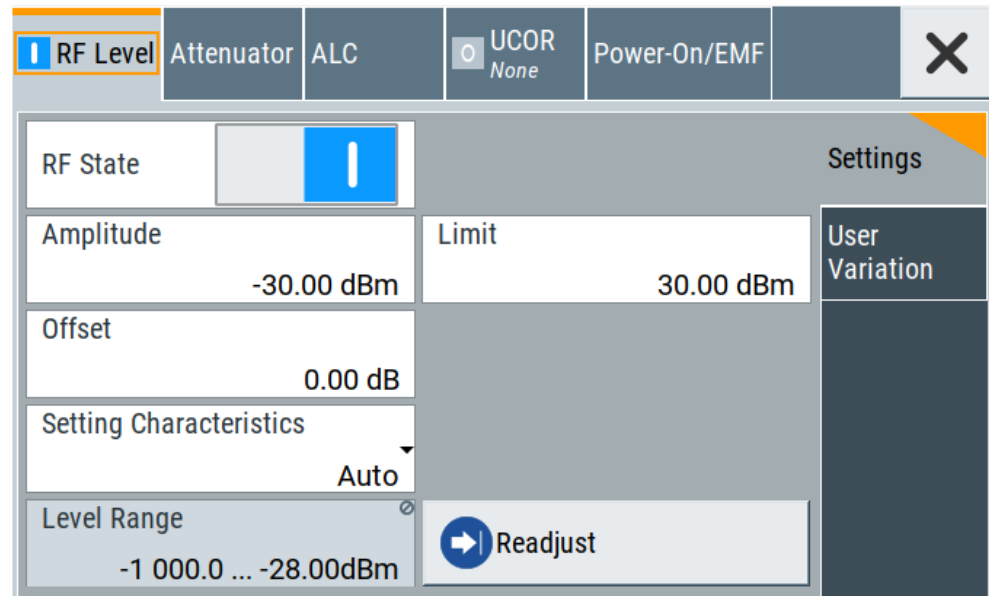 RF Level
Attenuator
ALC
UCOR
None
Power-On/EMF
RF State
Settings
Amplitude
-30.00 dBm
Limit
30.00 dBm
User
Variation
Offset
0.00 dB
Setting Characteristics
Auto
Level Range
-1 000.0 ... -28.00dBm
Readjust